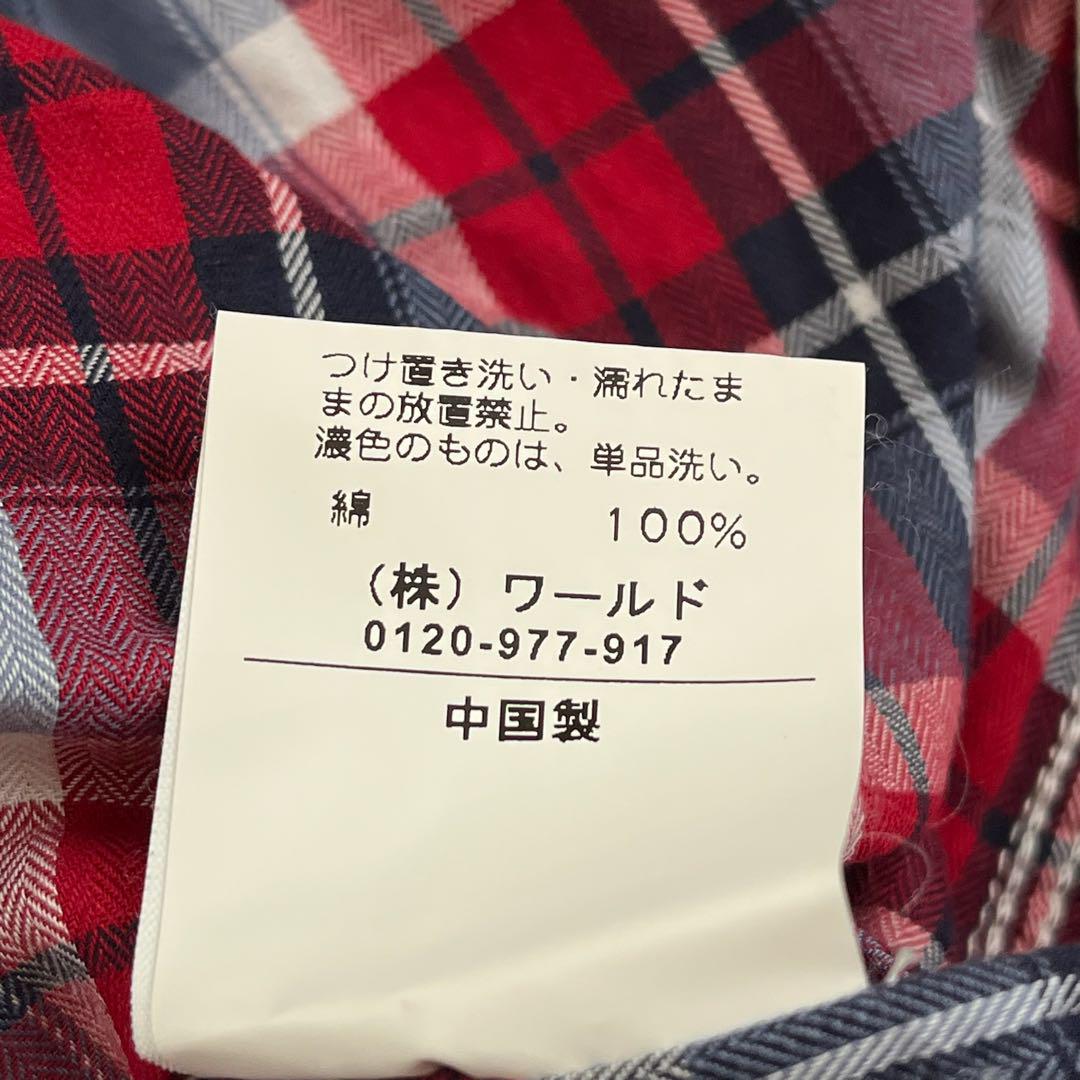 つけ置き洗い・濡れたま
まの放置禁止。
濃色のものは、単品洗い。
綿 100%
(株)ワールド
0120-977-917
中国製